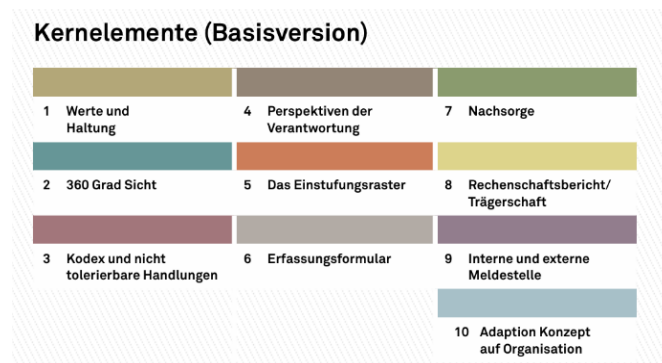 Kernelemente (Basisversion)
1 Werte und
Haltung
2 360 Grad Sicht
3 Kodex und nicht
tolerierbare Handlungen
4 Perspektiven der
Verantwortung
5 Das Einstufungsraster
6 Erfassungsformular
7 Nachsorge
8 Rechenschaftsbericht/
Trägerschaft
9 Interne und externe
Meldestelle
10 Adaption Konzept
auf Organisation